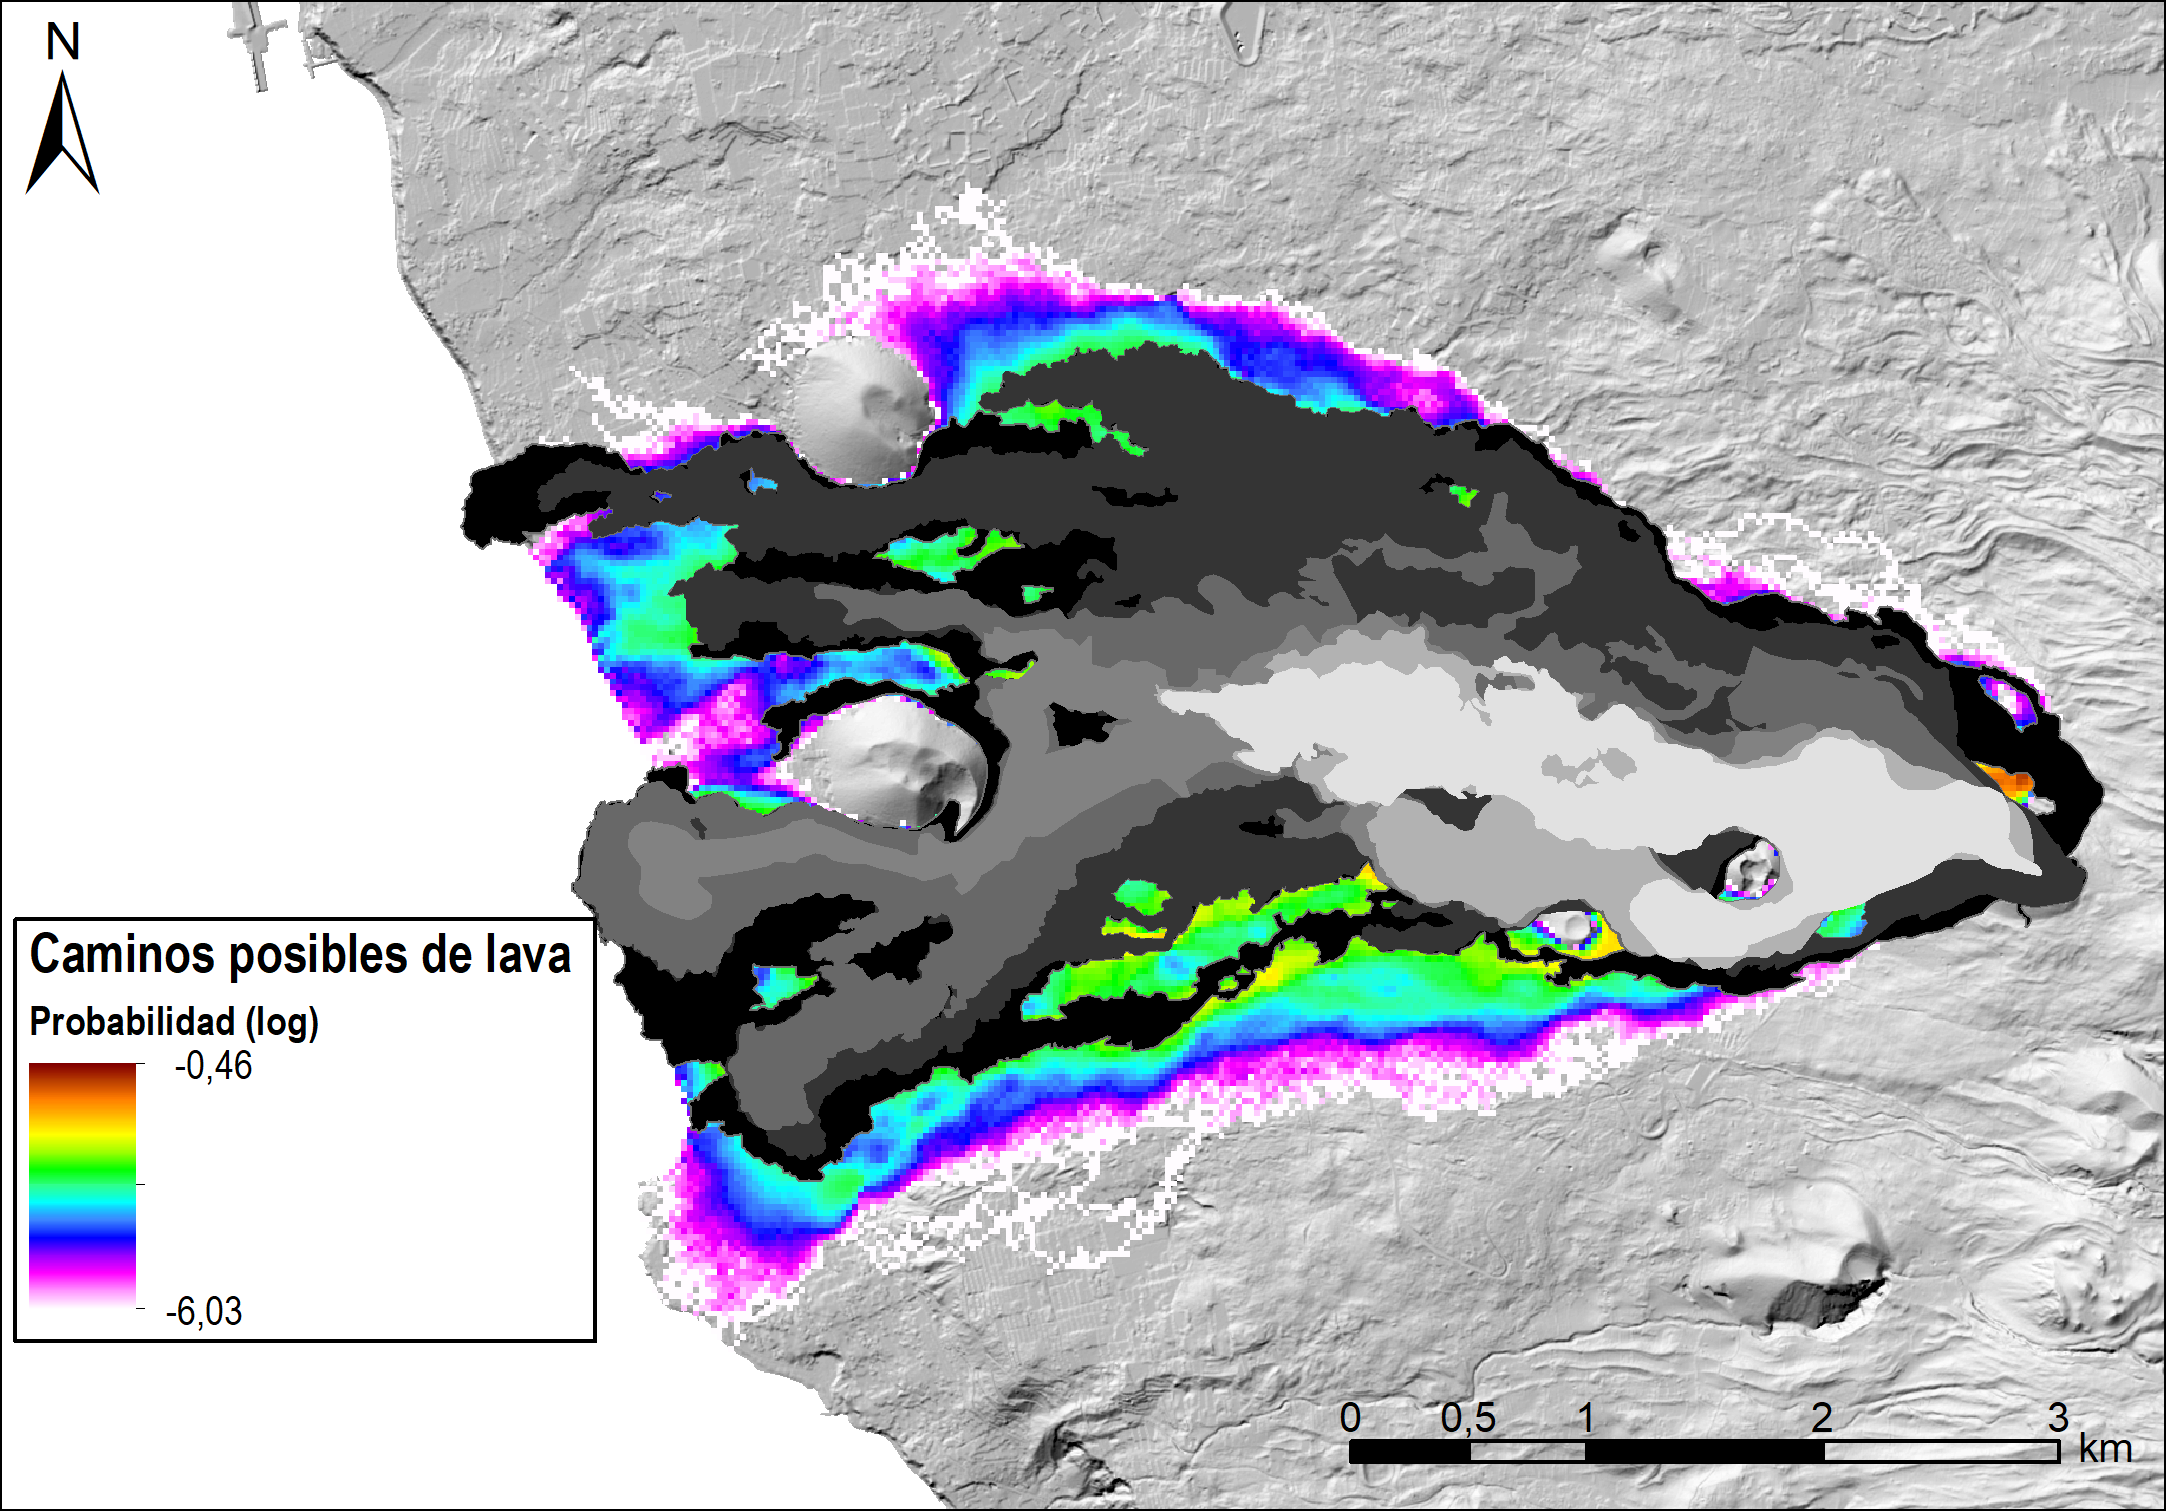 N
Caminos posibles de lava
Probabilidad (log)
-0,46
-6,03
0 0,5 1 2 3
km